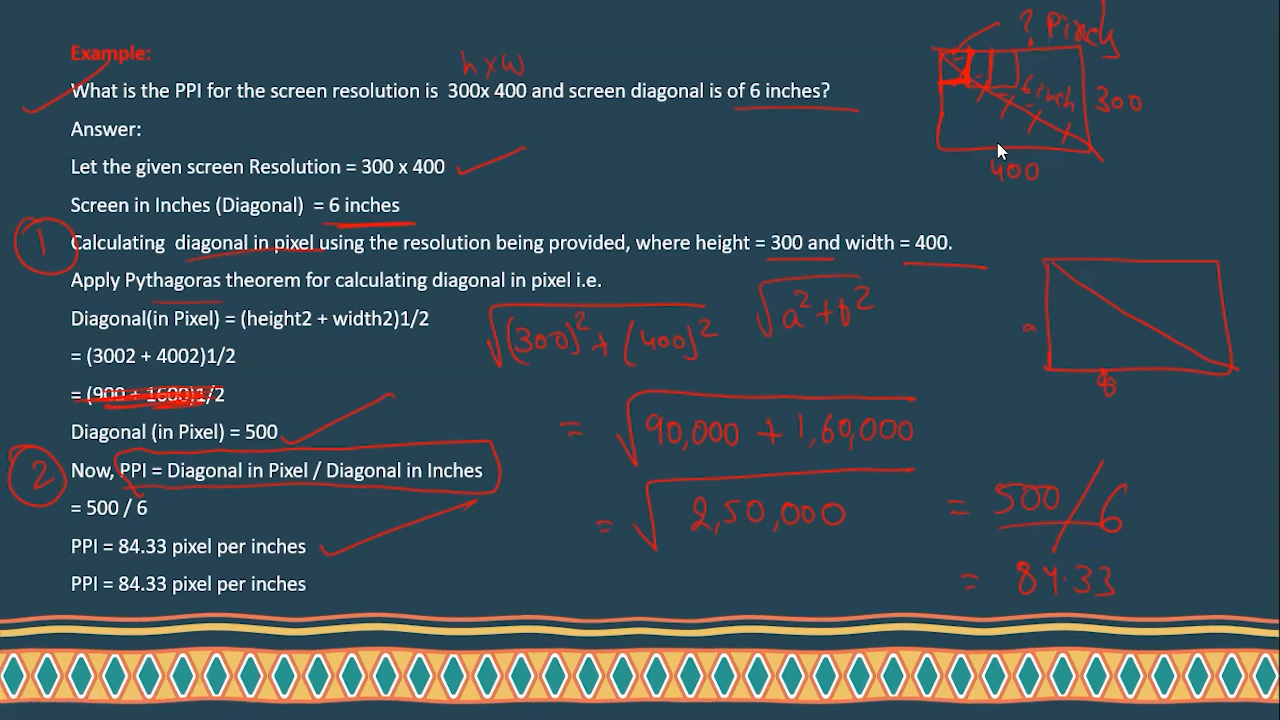 Example:
h x w
What is the PPI for the screen resolution is 300x 400 and screen diagonal is of 6 inches?
Answer:
Let the given screen Resolution = 300 x 400
Screen in Inches (Diagonal) = 6 inches
1
Calculating diagonal in pixel using the resolution being provided, where height = 300 and width = 400.
Apply Pythagoras theorem for calculating diagonal in pixel i.e.
Diagonal(in Pixel) = (height2 + width2)1/2
= (3002 + 4002)1/2
= (900 + 1600)1/2
Diagonal (in Pixel) = 500
2
Now, PPI = Diagonal in Pixel / Diagonal in Inches
= 500 / 6
PPI = 84.33 pixel per inches
PPI = 84.33 pixel per inches
√(300)² + (400)²
√a² + b²
= √90,000 + 1,60,000
= √2,50,000
= 500 / 6
= 84.33
?
6 inch
300
400
a
b